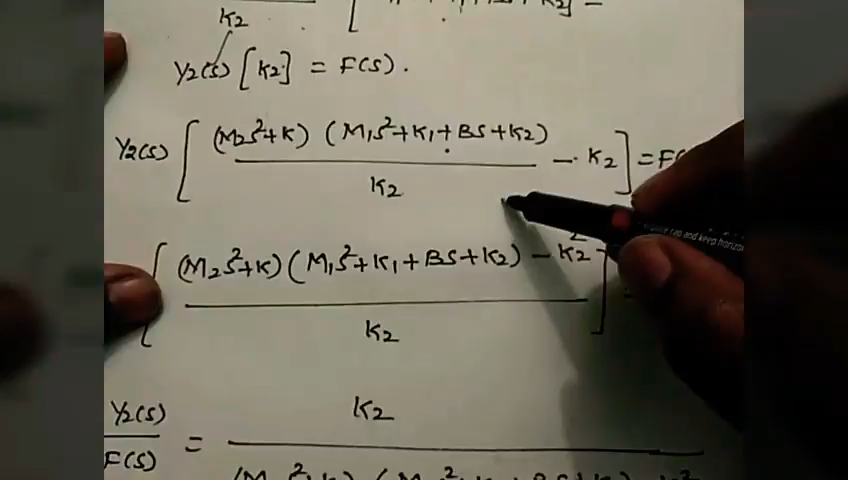 K2
Y2(s) [K2] = F(s).
Y2(s) [ (M2s²+K) (M1s²+K1+BS+K2) - K2 ] = F(
K2
[ (M2s²+K) (M1s²+K1+BS+K2) - K2² ]
K2
Y2(s) = K2
F(s)